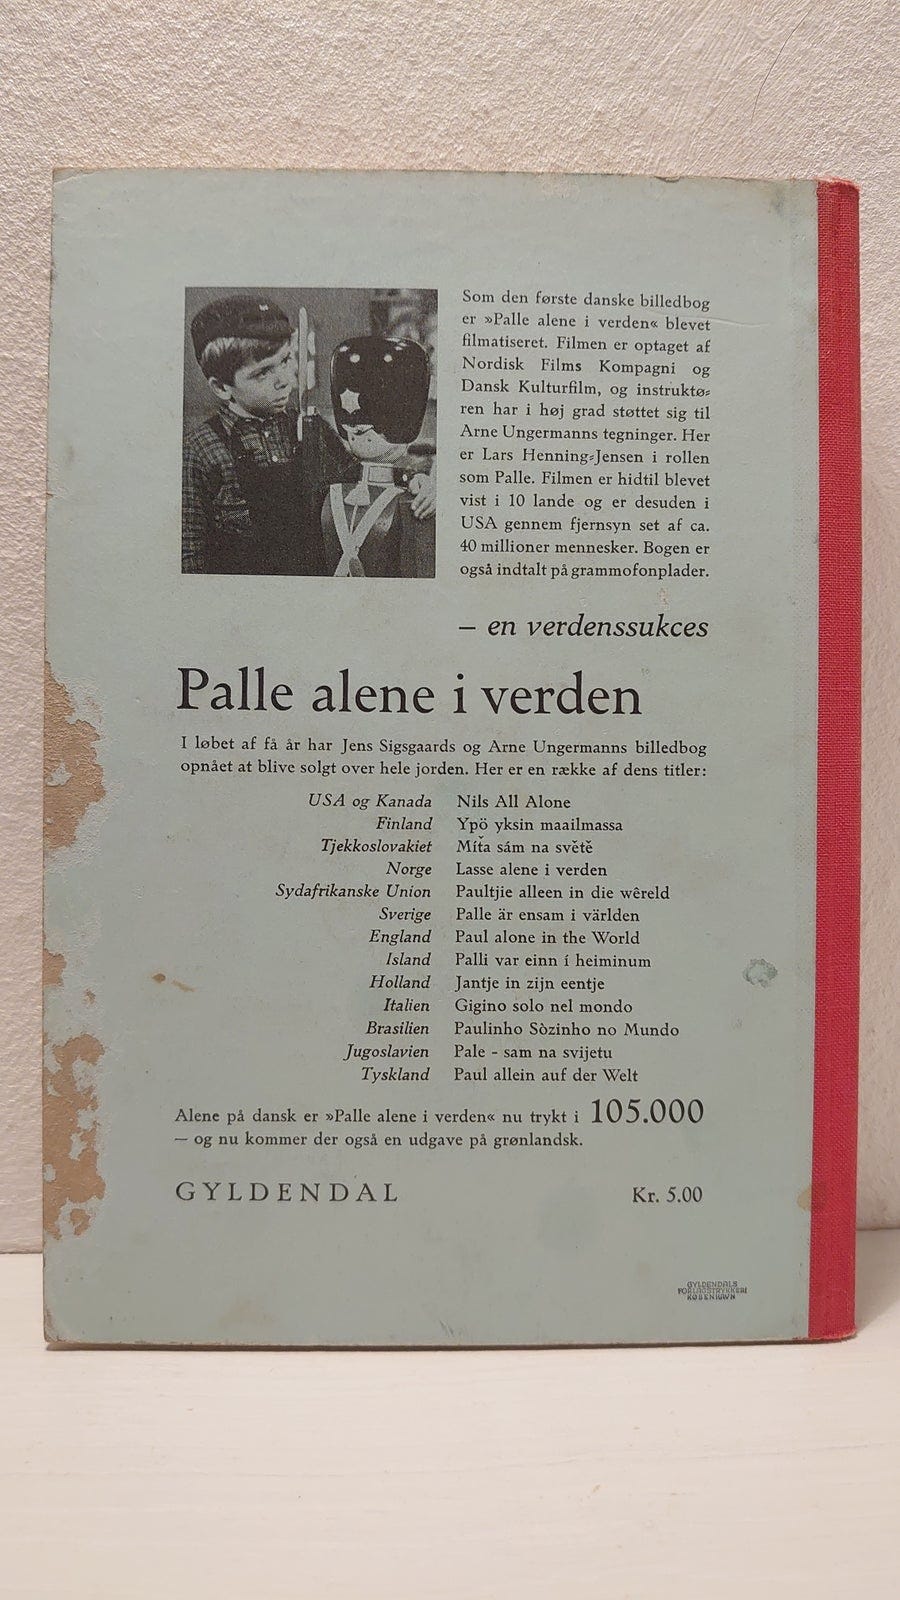 Som den første danske billedbog
er »Palle alene i verden« blevet
filmatiseret. Filmen er optaget af
Nordisk Films Kompagni og
Dansk Kulturfilm, og instruktø-
ren har i høj grad støttet sig til
Arne Ungermanns tegninger. Her
er Lars Henning-Jensen i rollen
som Palle. Filmen er hidtil blevet
vist i 10 lande og er desuden i
USA gennem fjernsyn set af ca.
40 millioner mennesker. Bogen er
også indtalt på grammofonplader.
– en verdenssukces
Palle alene i verden
I løbet af få år har Jens Sigsgaards og Arne Ungermanns billedbog
opnået at blive solgt over hele jorden. Her er en række af dens titler:
USA og Kanada Nils All Alone
Finland Ypö yksin maailmassa
Tjekkoslovakiet Míťa sám na světě
Norge Lasse alene i verden
Sydafrikanske Union Paultjie alleen in die wêreld
Sverige Palle är ensam i världen
England Paul alone in the World
Island Palli var einn í heiminum
Holland Jantje in zijn eentje
Italien Gigino solo nel mondo
Brasilien Paulinho Sòzinho no Mundo
Jugoslavien Pale - sam na svijetu
Tyskland Paul allein auf der Welt
Alene på dansk er »Palle alene i verden« nu trykt i 105.000
– og nu kommer der også en udgave på grønlandsk.
GYLDENDAL Kr. 5.00
GYLDENDALS
FORLAGSTRYKKERI
KØBENHAVN